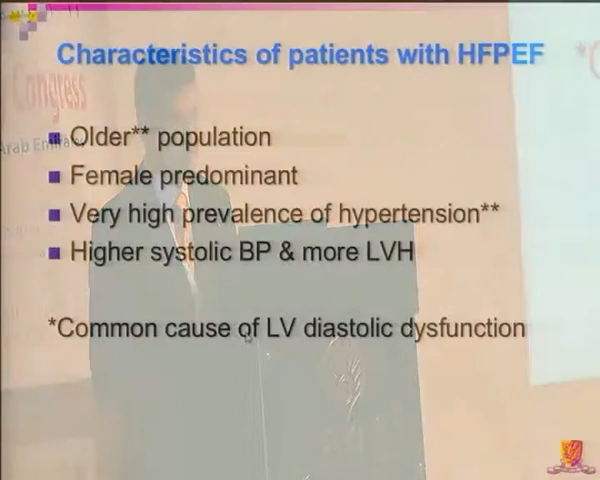 Characteristics of patients with HFPEF
Congress
Arab Emirates
Older** population
Female predominant
Very high prevalence of hypertension**
Higher systolic BP & more LVH
*Common cause of LV diastolic dysfunction